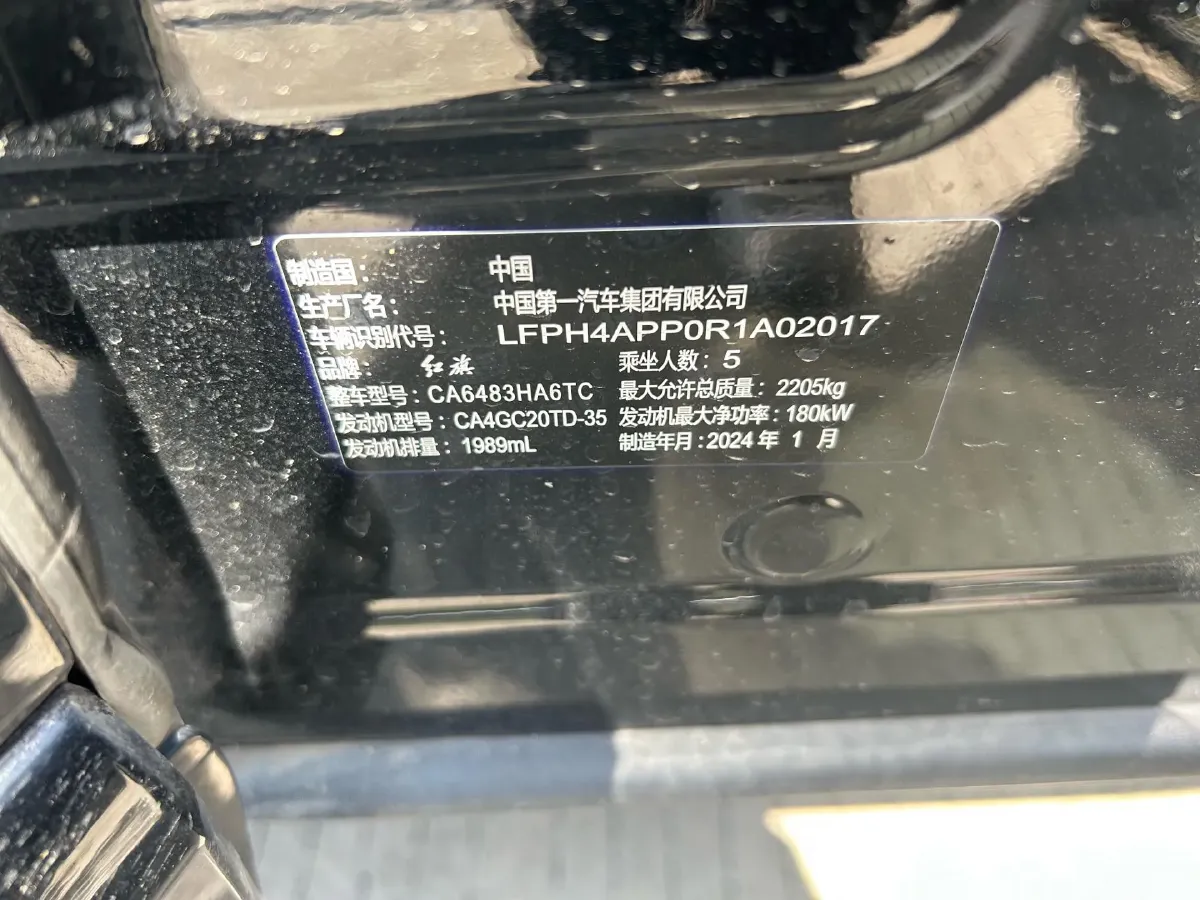 制造国: 中国
生产厂名: 中国第一汽车集团有限公司
车辆识别代号: LFPH4APP0R1A02017
品牌: 红旗 乘坐人数: 5
整车型号: CA6483HA6TC 最大允许总质量: 2205kg
发动机型号: CA4GC20TD-35 发动机最大净功率: 180kW
发动机排量: 1989mL 制造年月: 2024 年 1 月